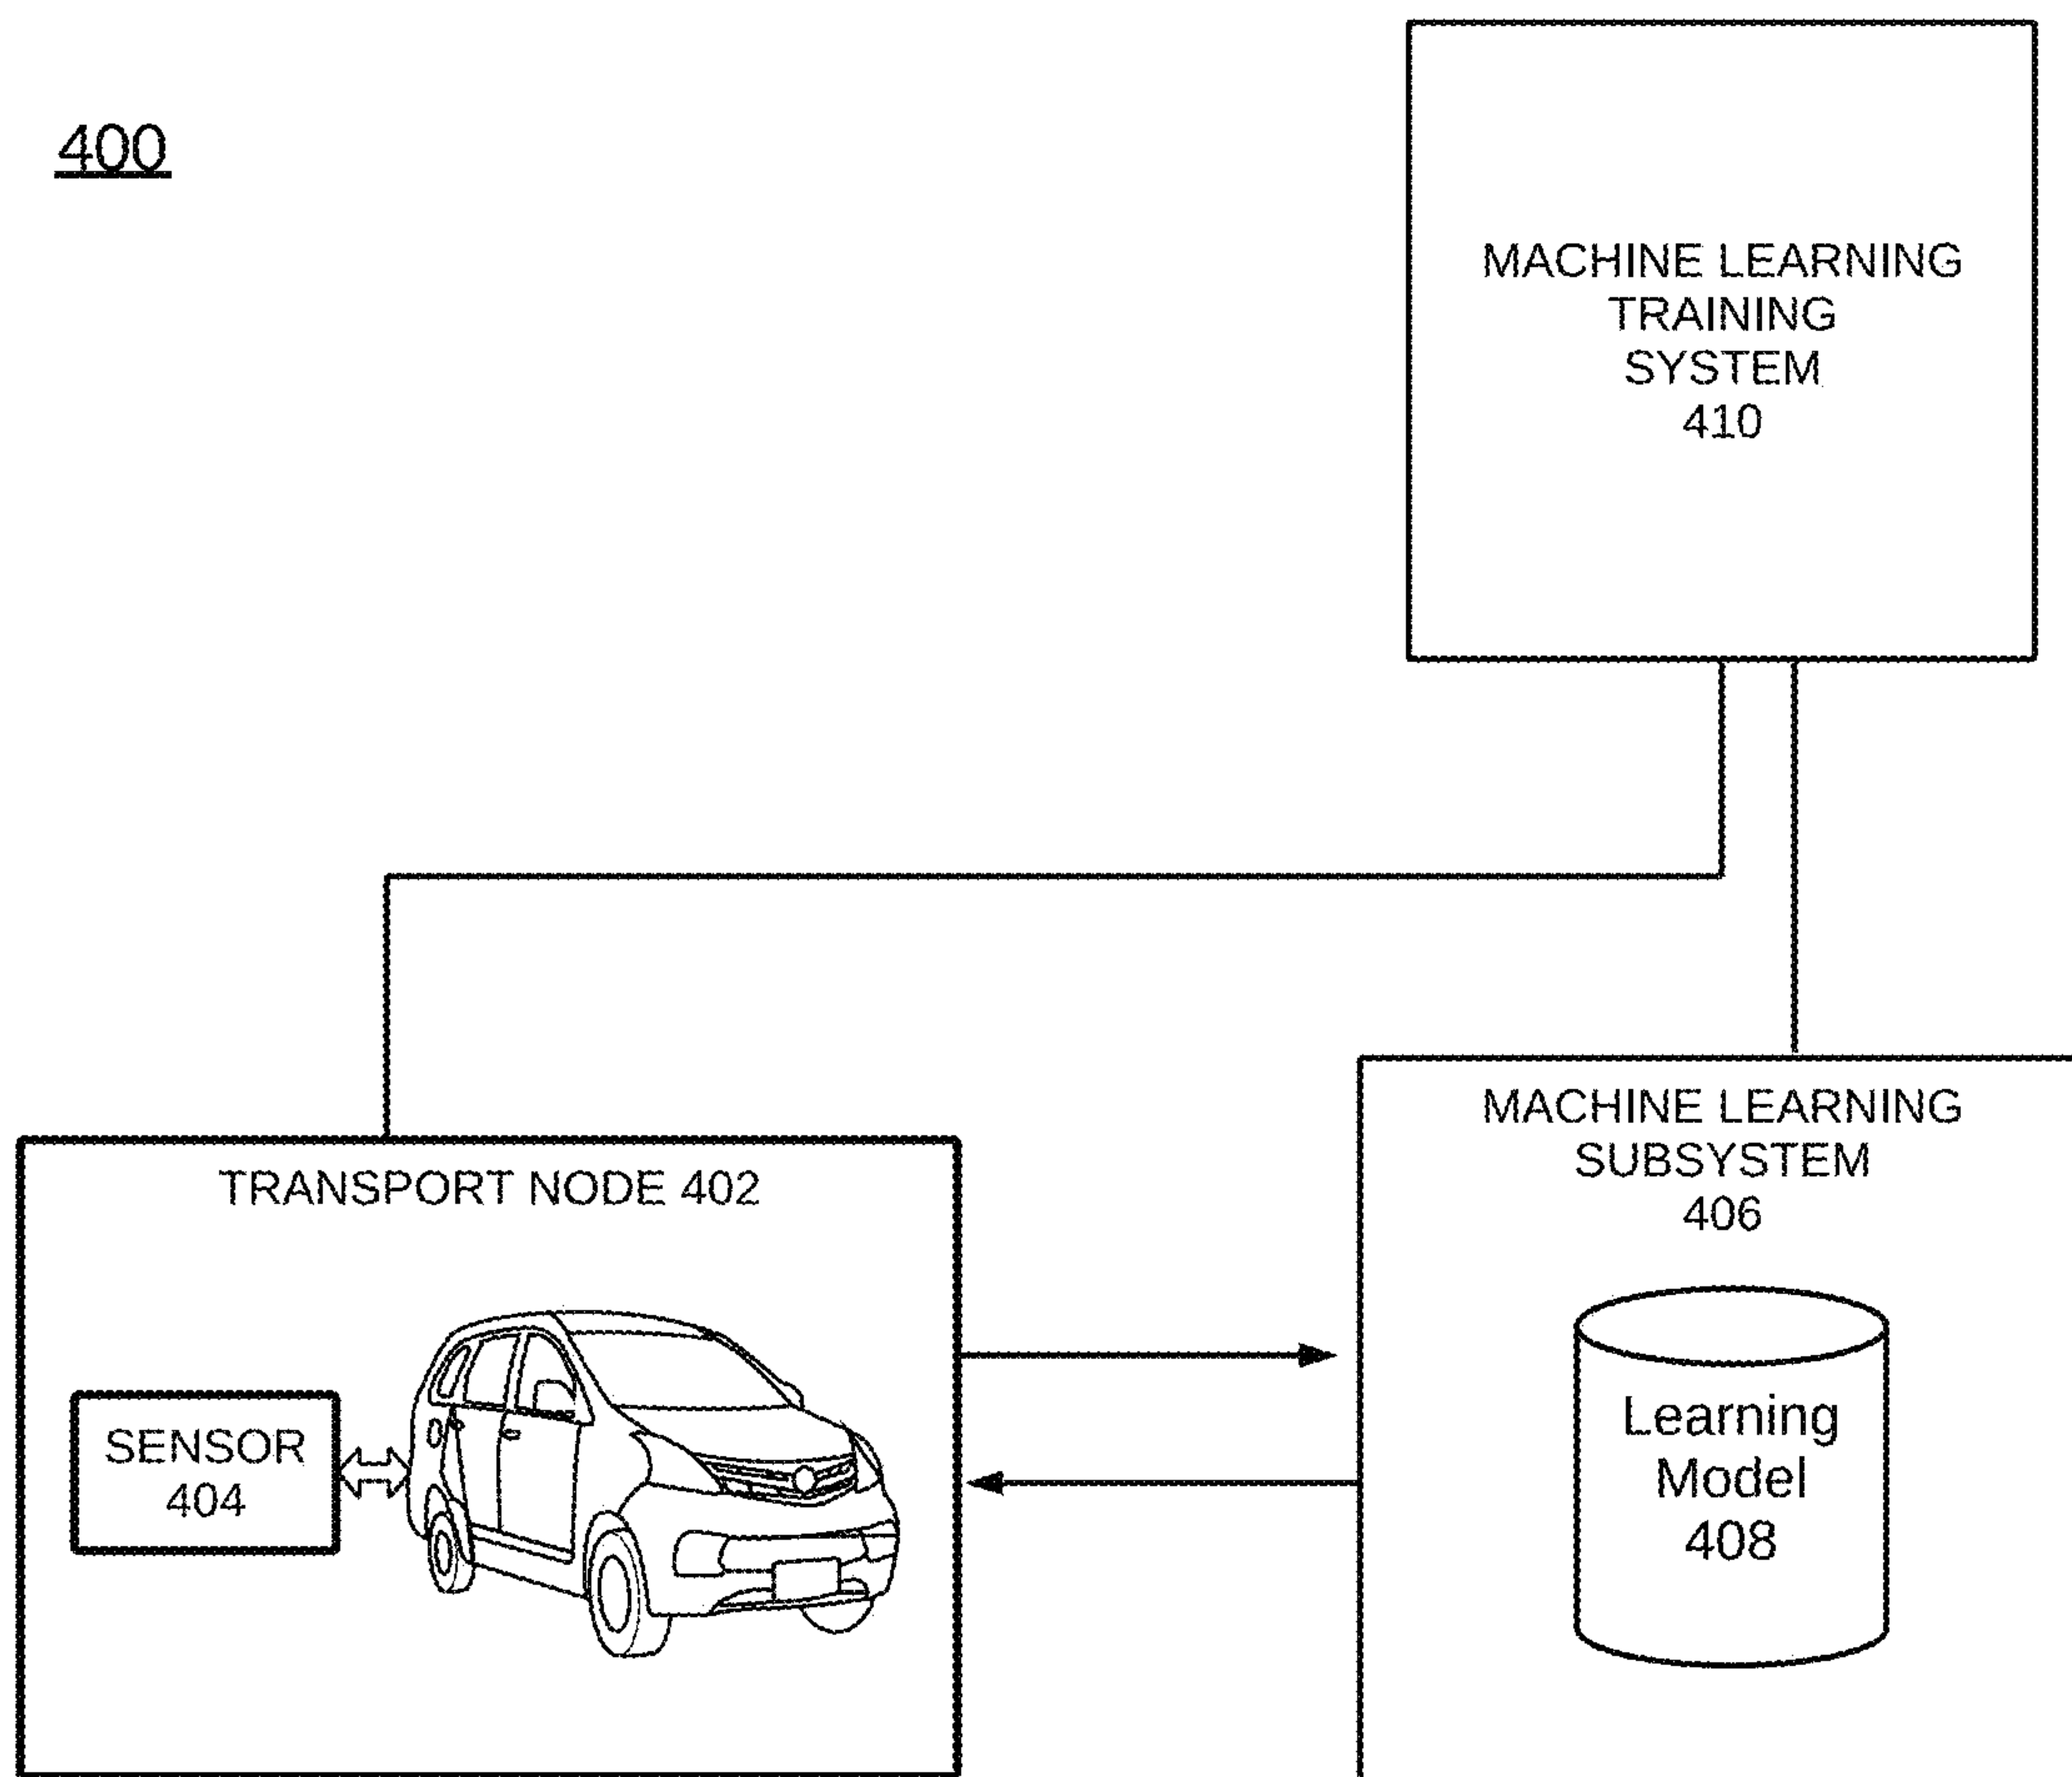 400
MACHINE LEARNING
TRAINING
SYSTEM
410
TRANSPORT NODE 402
SENSOR
404
MACHINE LEARNING
SUBSYSTEM
406
Learning
Model
408